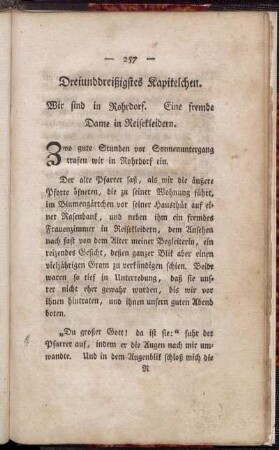 — 257 —
Dreiunddreißigstes Kapitelchen.
Wir sind in Rohrdorf. Eine fremde
Dame in Reisekleidern.
Zwo gute Stunden vor Sonnenuntergang
trafen wir in Rohrdorf ein.
Der alte Pfarrer saß, als wir die äußere
Pforte öfneten, die zu seiner Wohnung führt,
im Blumengärtchen vor seiner Hausthür auf ei-
ner Rasenbank, und neben ihm ein fremdes
Frauenzimmer in Reisekleidern, dem Ansehen
nach fast von dem Alter meiner Begleiterin, ein
reizendes Gesicht, deßen ganzer Blik aber einen
vieljährigen Gram zu verkündigen schien. Beide
waren so tief in Unterredung, daß sie uns-
rer nicht eher gewahr wurden, bis wir vor
ihnen hintraten, und ihnen unsern guten Abend
boten.
„Du großer Gott! da ist sie:“ fuhr der
Pfarrer auf, indem er die Augen nach mir um-
wandte. Und in dem Augenblik schloß mich die
R